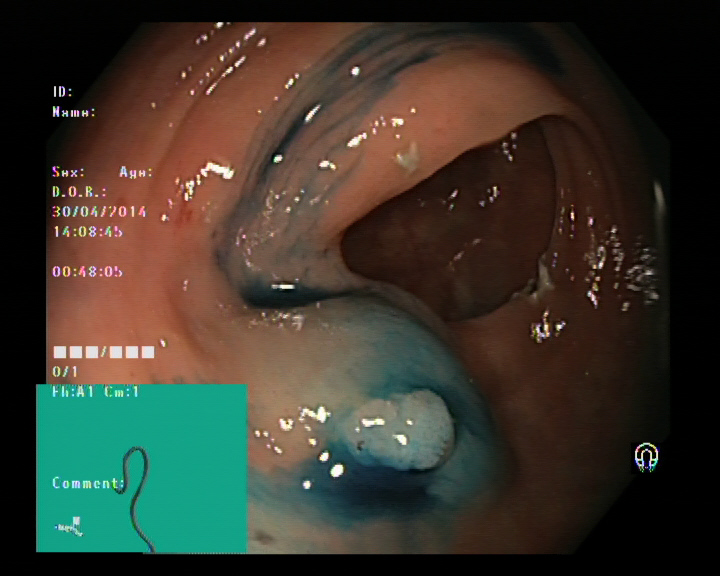 ID:
Name:
Sex: Age:
D.O.B.:
30/04/2014
14:08:45
00:48:05
■■■/■■■
0/1
Ph:A1 Cm:1
Comment: